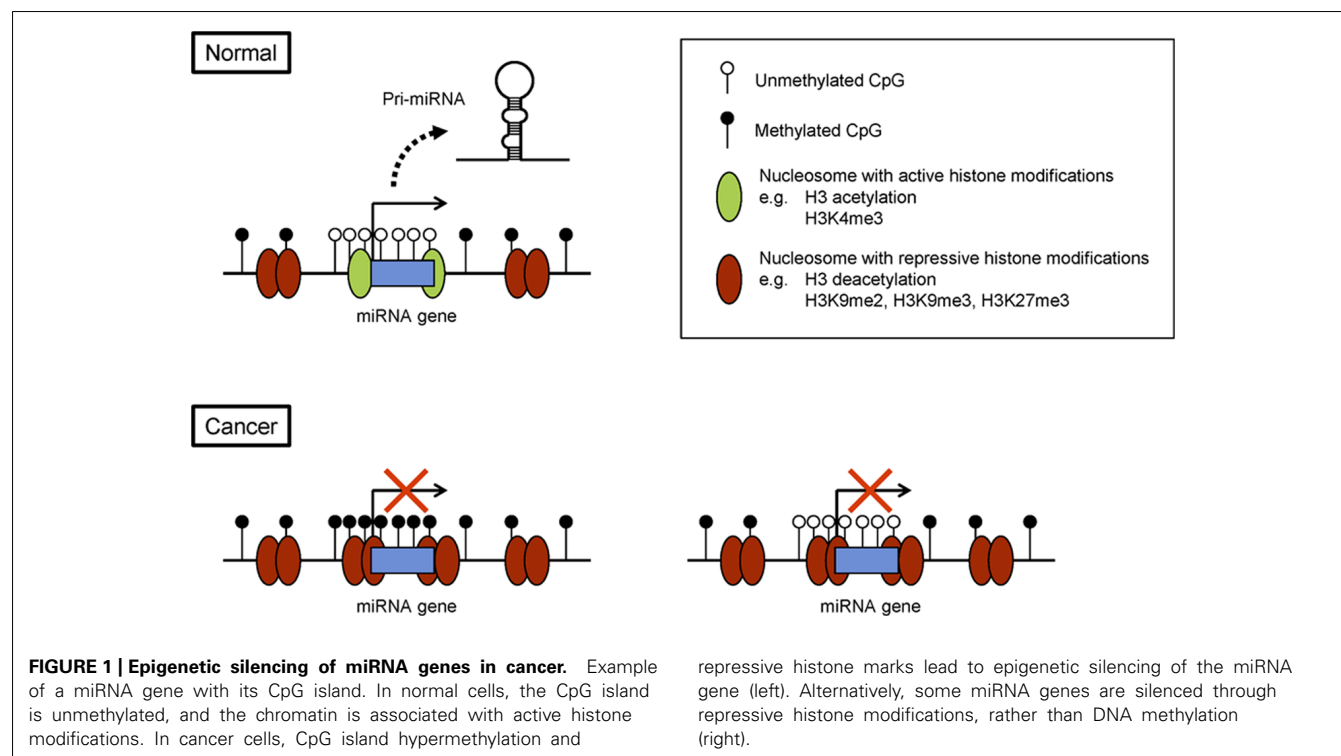 Normal
Pri-miRNA
miRNA gene
Unmethylated CpG
Methylated CpG
Nucleosome with active histone modifications
e.g. H3 acetylation
H3K4me3
Nucleosome with repressive histone modifications
e.g. H3 deacetylation
H3K9me2, H3K9me3, H3K27me3
Cancer
miRNA gene
miRNA gene
FIGURE 1 | Epigenetic silencing of miRNA genes in cancer. Example
of a miRNA gene with its CpG island. In normal cells, the CpG island
is unmethylated, and the chromatin is associated with active histone
modifications. In cancer cells, CpG island hypermethylation and
repressive histone marks lead to epigenetic silencing of the miRNA
gene (left). Alternatively, some miRNA genes are silenced through
repressive histone modifications, rather than DNA methylation
(right).